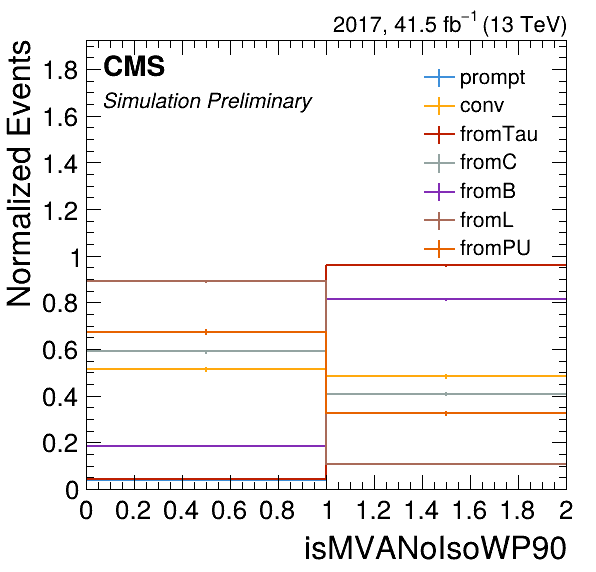 2017, 41.5 fb⁻¹ (13 TeV)
CMS
Simulation Preliminary
Normalized Events
prompt
conv
fromTau
fromC
fromB
fromL
fromPU
1.8
1.6
1.4
1.2
1
0.8
0.6
0.4
0.2
0
0 0.2 0.4 0.6 0.8 1 1.2 1.4 1.6 1.8 2
isMVANoIsoWP90